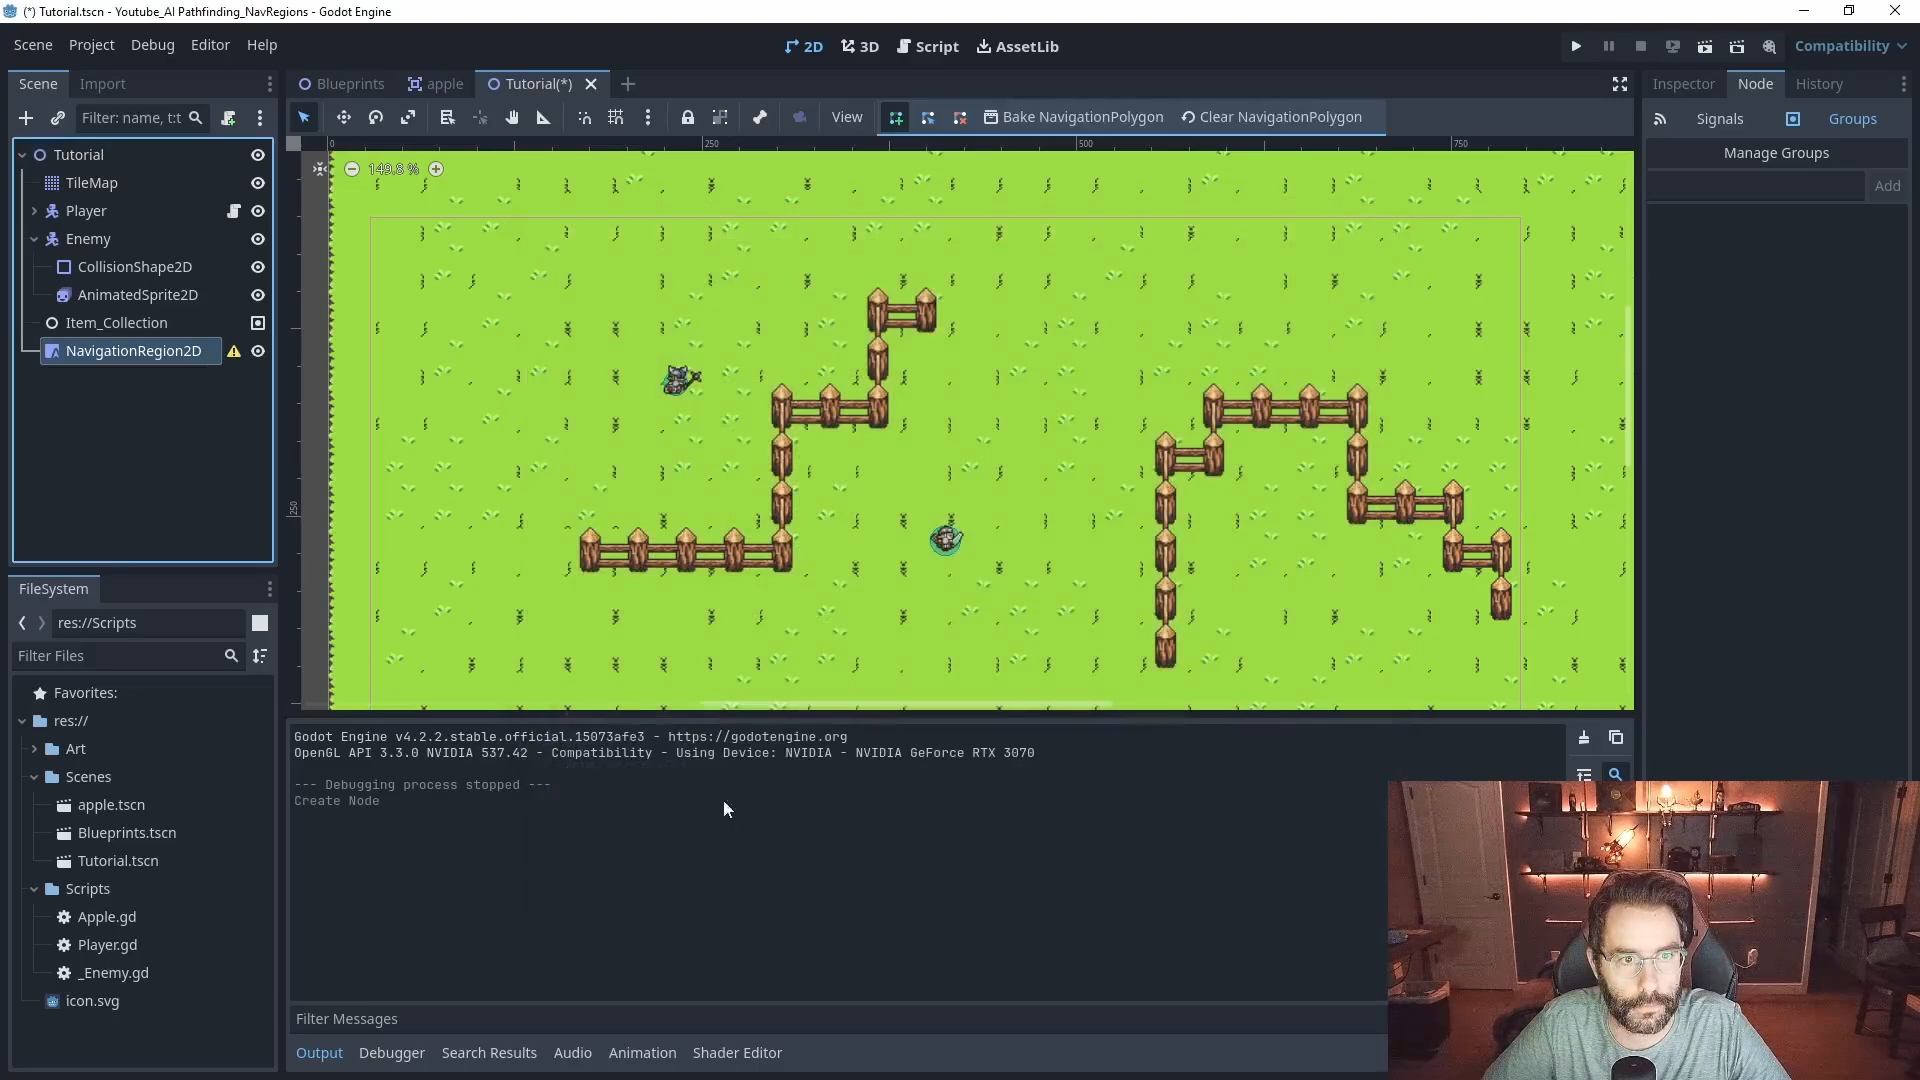 (*) Tutorial.tscn - Youtube_AI Pathfinding_NavRegions - Godot Engine
Scene Project Debug Editor Help
2D 3D Script AssetLib
Compatibility
Scene Import
Blueprints apple Tutorial(*)
Inspector Node History
Filter: name, t:t
View Bake NavigationPolygon Clear NavigationPolygon
Signals Groups
0 250 500 750
Manage Groups
Tutorial
149.8 %
TileMap
Add
Player
Enemy
CollisionShape2D
AnimatedSprite2D
Item_Collection
NavigationRegion2D
250
FileSystem
res://Scripts
Filter Files
Favorites:
res://
Art
Scenes
apple.tscn
Blueprints.tscn
Tutorial.tscn
Scripts
Apple.gd
Player.gd
_Enemy.gd
icon.svg
Godot Engine v4.2.2.stable.official.15073afe3 - https://godotengine.org
OpenGL API 3.3.0 NVIDIA 537.42 - Compatibility - Using Device: NVIDIA - NVIDIA GeForce RTX 3070
--- Debugging process stopped ---
Create Node
Filter Messages
Output Debugger Search Results Audio Animation Shader Editor